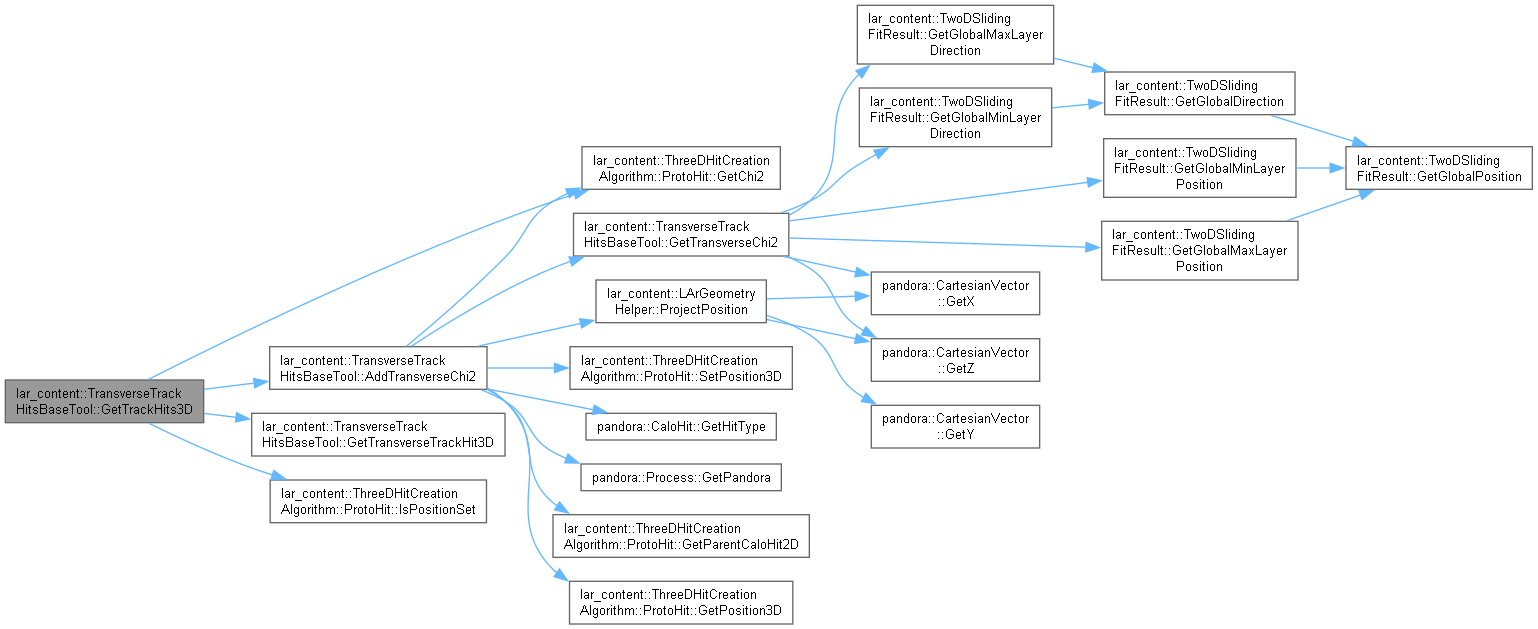 lar_content::TransverseTrack
HitsBaseTool::GetTrackHits3D
lar_content::ThreeDHitCreation
Algorithm::ProtoHit::GetChi2
lar_content::TransverseTrack
HitsBaseTool::AddTransverseChi2
lar_content::TransverseTrack
HitsBaseTool::GetTransverseTrackHit3D
lar_content::ThreeDHitCreation
Algorithm::ProtoHit::IsPositionSet
lar_content::TransverseTrack
HitsBaseTool::GetTransverseChi2
lar_content::LArGeometry
Helper::ProjectPosition
lar_content::ThreeDHitCreation
Algorithm::ProtoHit::SetPosition3D
pandora::CaloHit::GetHitType
pandora::Process::GetPandora
lar_content::ThreeDHitCreation
Algorithm::ProtoHit::GetParentCaloHit2D
lar_content::ThreeDHitCreation
Algorithm::ProtoHit::GetPosition3D
lar_content::TwoDSliding
FitResult::GetGlobalMaxLayer
Direction
lar_content::TwoDSliding
FitResult::GetGlobalMinLayer
Direction
pandora::CartesianVector
::GetX
pandora::CartesianVector
::GetZ
pandora::CartesianVector
::GetY
lar_content::TwoDSliding
FitResult::GetGlobalDirection
lar_content::TwoDSliding
FitResult::GetGlobalMinLayer
Position
lar_content::TwoDSliding
FitResult::GetGlobalMaxLayer
Position
lar_content::TwoDSliding
FitResult::GetGlobalPosition